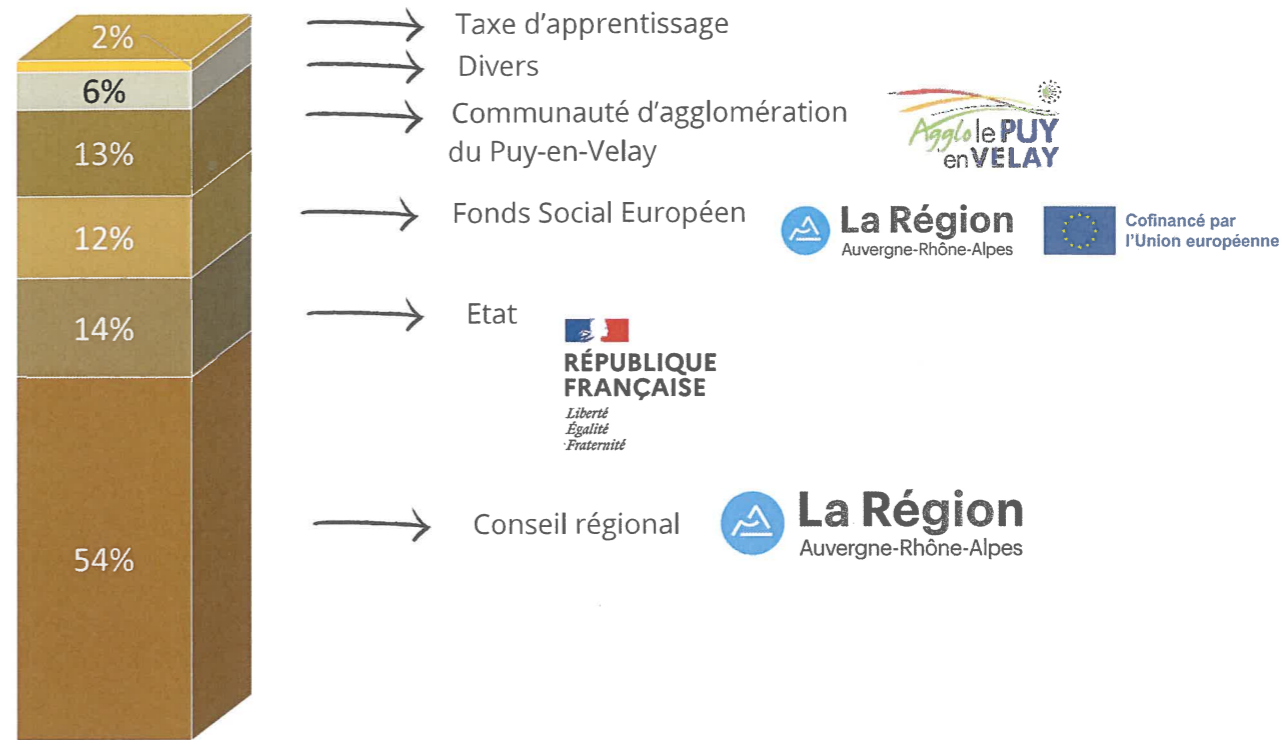 2%
6%
13%
12%
14%
54%
Taxe d'apprentissage
Divers
Communauté d'agglomération
du Puy-en-Velay
Agglo le PUY
en VELAY
Fonds Social Européen
La Région
Auvergne-Rhône-Alpes
Cofinancé par
l'Union européenne
Etat
RÉPUBLIQUE
FRANÇAISE
Liberté
Égalité
Fraternité
Conseil régional
La Région
Auvergne-Rhône-Alpes